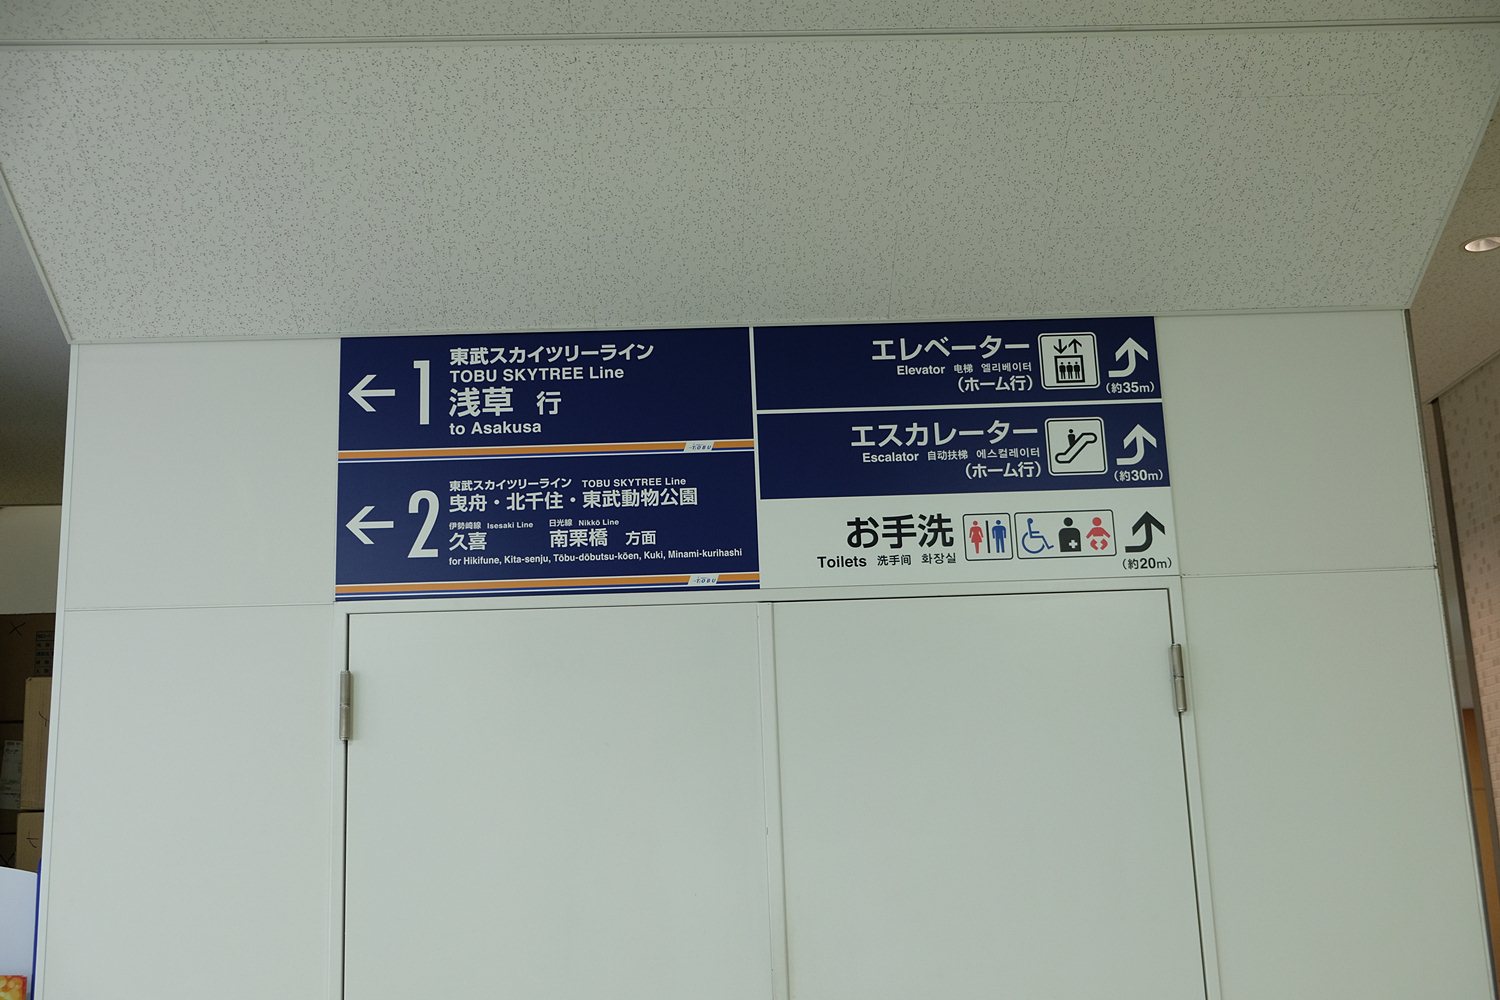 1
東武スカイツリーライン
TOBU SKYTREE Line
浅草 行
to Asakusa
TOBU
2
東武スカイツリーライン TOBU SKYTREE Line
曳舟・北千住・東武動物公園
伊勢崎線 Isesaki Line 日光線 Nikkō Line
久喜 南栗橋 方面
for Hikifune, Kita-senju, Tōbu-dōbutsu-kōen, Kuki, Minami-kurihashi
TOBU
エレベーター
Elevator 电梯 엘리베이터
(ホーム行)
(約35m)
エスカレーター
Escalator 自动扶梯 에스컬레이터
(ホーム行)
(約30m)
お手洗
Toilets 洗手间 화장실
(約20m)